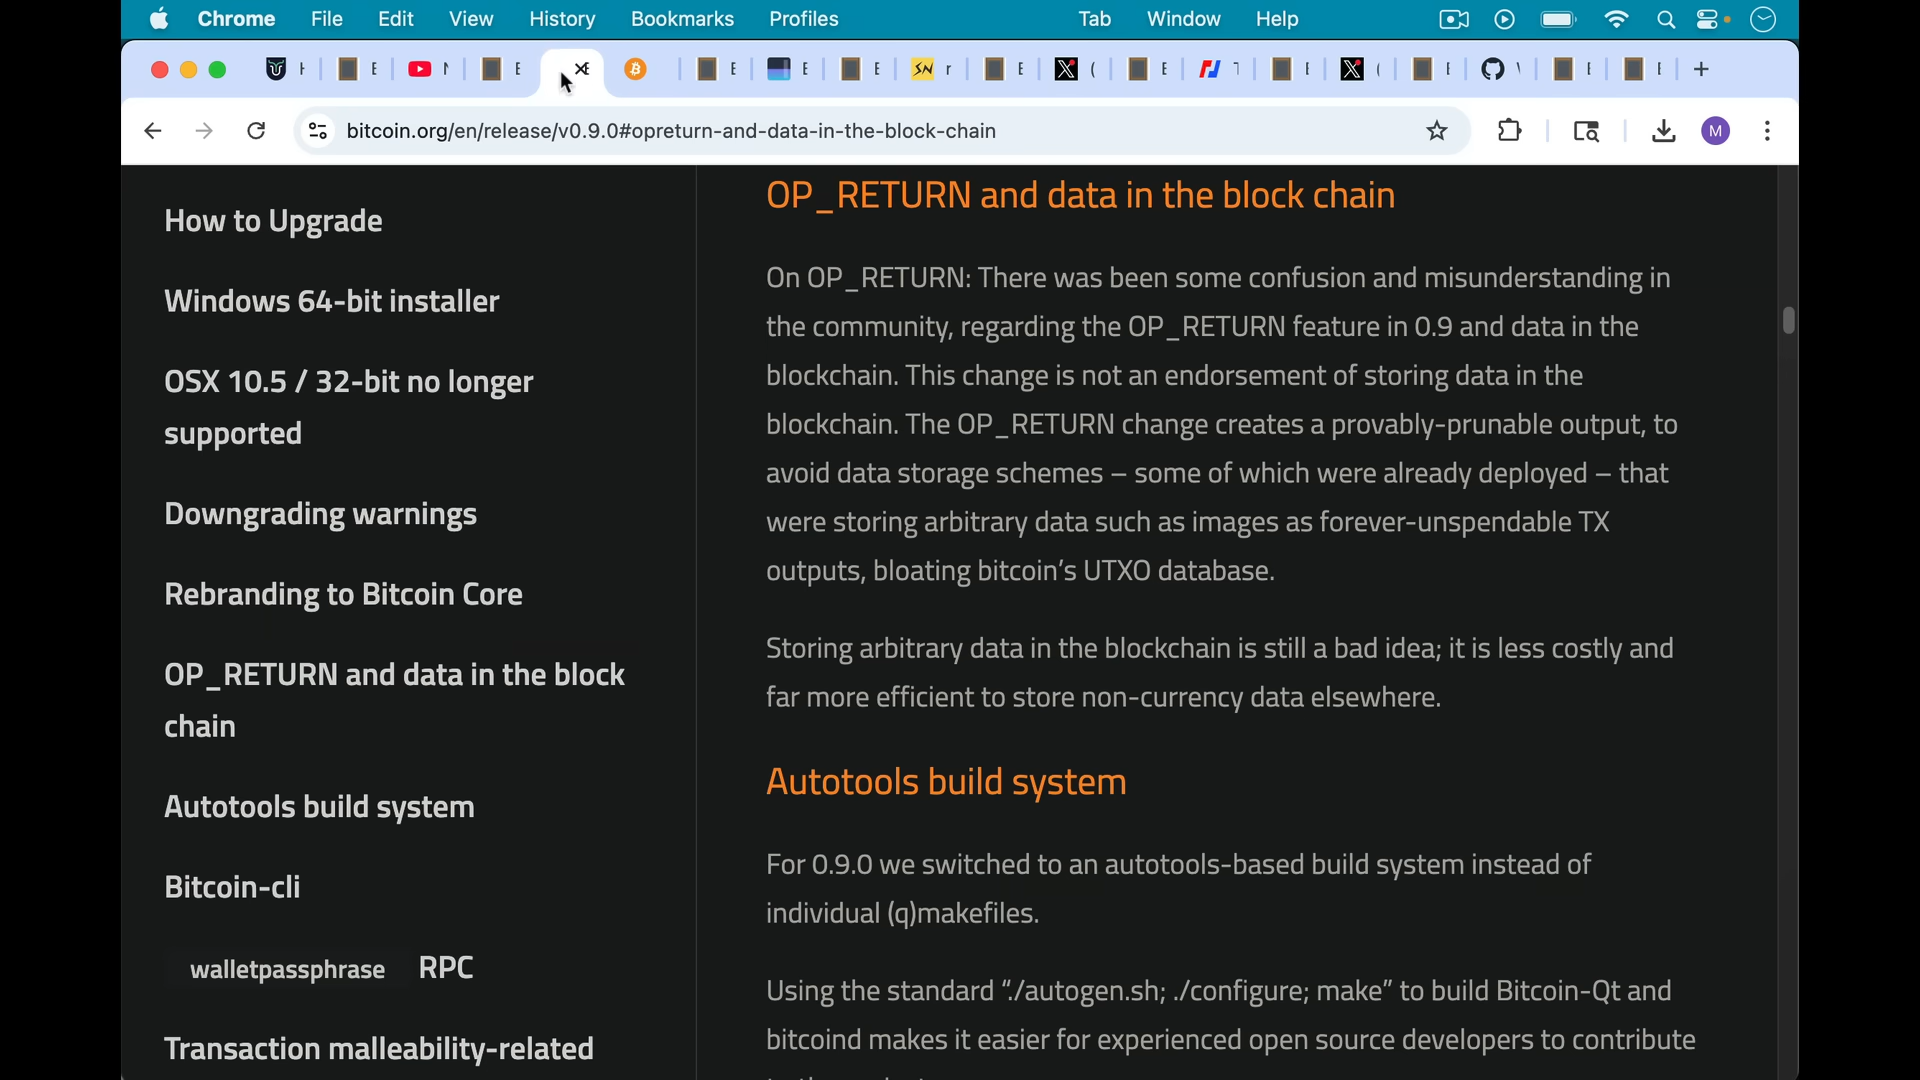 Chrome File Edit View History Bookmarks Profiles Tab Window Help
bitcoin.org/en/release/v0.9.0#opreturn-and-data-in-the-block-chain
M
How to Upgrade
Windows 64-bit installer
OSX 10.5 / 32-bit no longer
supported
Downgrading warnings
Rebranding to Bitcoin Core
OP_RETURN and data in the block
chain
Autotools build system
Bitcoin-cli
walletpassphrase RPC
Transaction malleability-related
OP_RETURN and data in the block chain
On OP_RETURN: There was been some confusion and misunderstanding in
the community, regarding the OP_RETURN feature in 0.9 and data in the
blockchain. This change is not an endorsement of storing data in the
blockchain. The OP_RETURN change creates a provably-prunable output, to
avoid data storage schemes – some of which were already deployed – that
were storing arbitrary data such as images as forever-unspendable TX
outputs, bloating bitcoin’s UTXO database.
Storing arbitrary data in the blockchain is still a bad idea; it is less costly and
far more efficient to store non-currency data elsewhere.
Autotools build system
For 0.9.0 we switched to an autotools-based build system instead of
individual (q)makefiles.
Using the standard “./autogen.sh; ./configure; make” to build Bitcoin-Qt and
bitcoind makes it easier for experienced open source developers to contribute